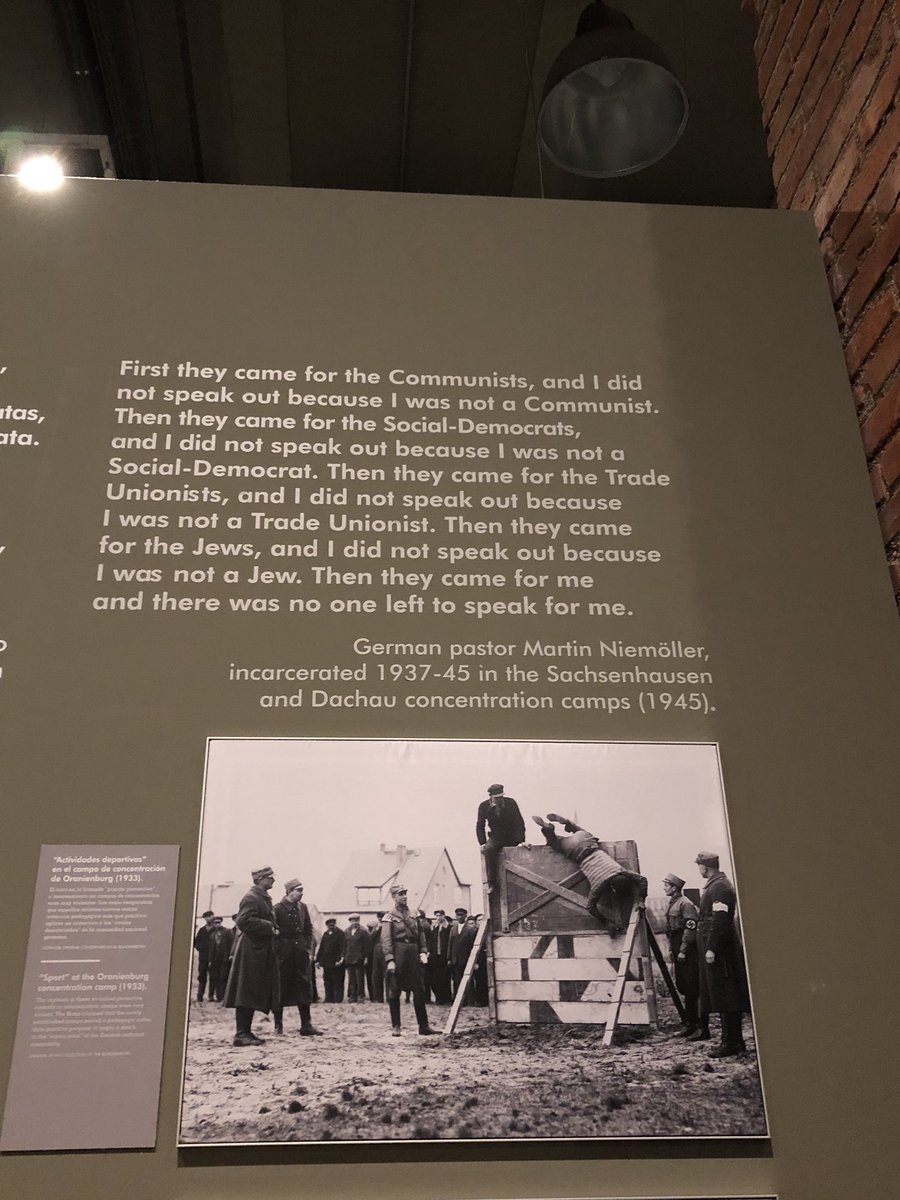 ,
atas,
ata.
,
o
First they came for the Communists, and I did
not speak out because I was not a Communist.
Then they came for the Social-Democrats,
and I did not speak out because I was not a
Social-Democrat. Then they came for the Trade
Unionists, and I did not speak out because
I was not a Trade Unionist. Then they came
for the Jews, and I did not speak out because
I was not a Jew. Then they came for me
and there was no one left to speak for me.
German pastor Martin Niemöller,
incarcerated 1937-45 in the Sachsenhausen
and Dachau concentration camps (1945).
"Actividades deportivas"
en el campo de concentración
de Oranienburg (1933).
"Sport" at the Oranienburg
concentration camp (1933).